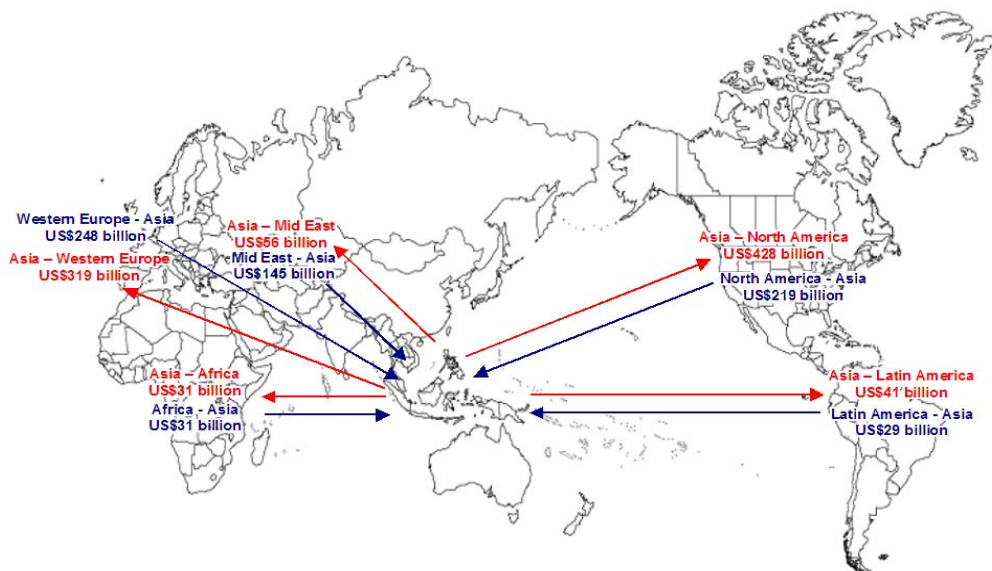 Western Europe - Asia
US$248 billion
Asia – Western Europe
US$319 billion
Asia – Mid East
US$56 billion
Mid East - Asia
US$145 billion
Asia – North America
US$428 billion
North America - Asia
US$219 billion
Asia – Africa
US$31 billion
Africa - Asia
US$31 billion
Asia – Latin America
US$41 billion
Latin America - Asia
US$29 billion